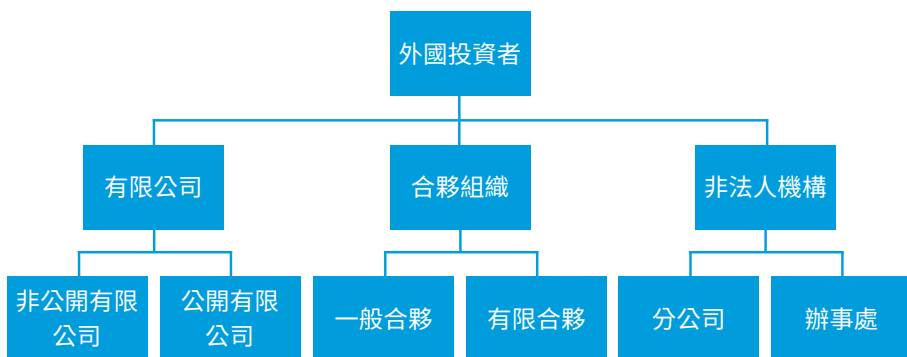 外國投資者
有限公司
合夥組織
非法人機構
非公開有限
公司
公開有限
公司
一般合夥
有限合夥
分公司
辦事處